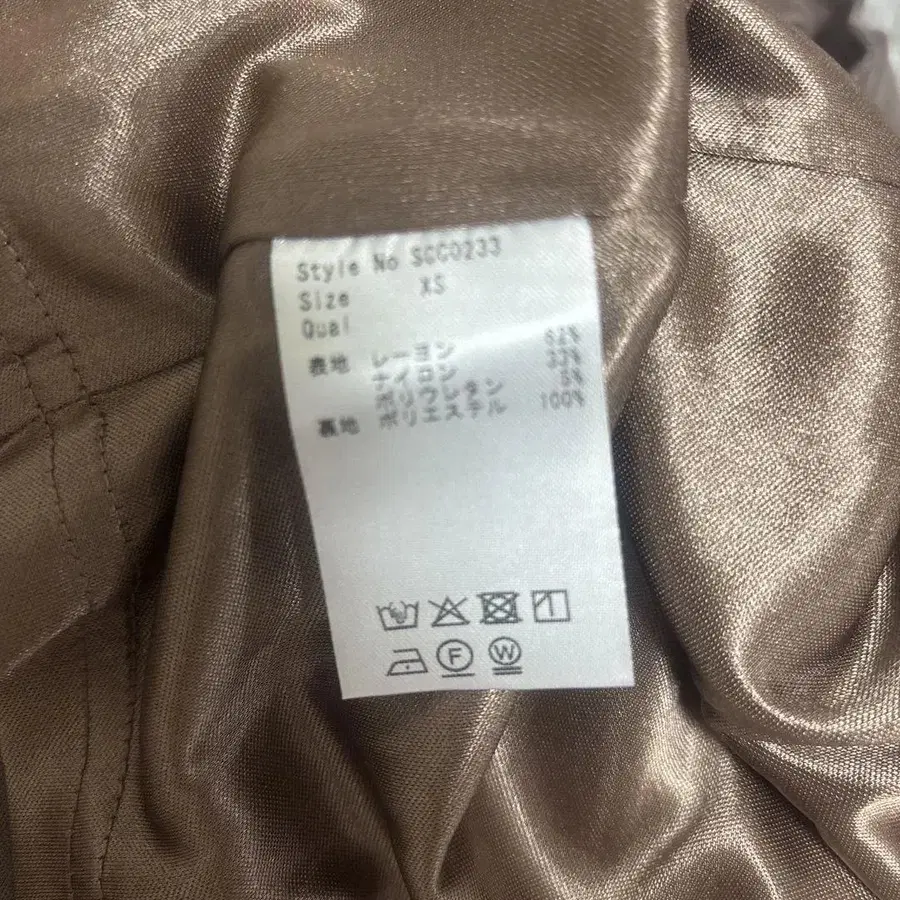 Style No SCC0233
Size XS
Qual
表地 レーヨン 62%
ナイロン 33%
ポリウレタン 5%
裏地 ポリエステル 100%
F W